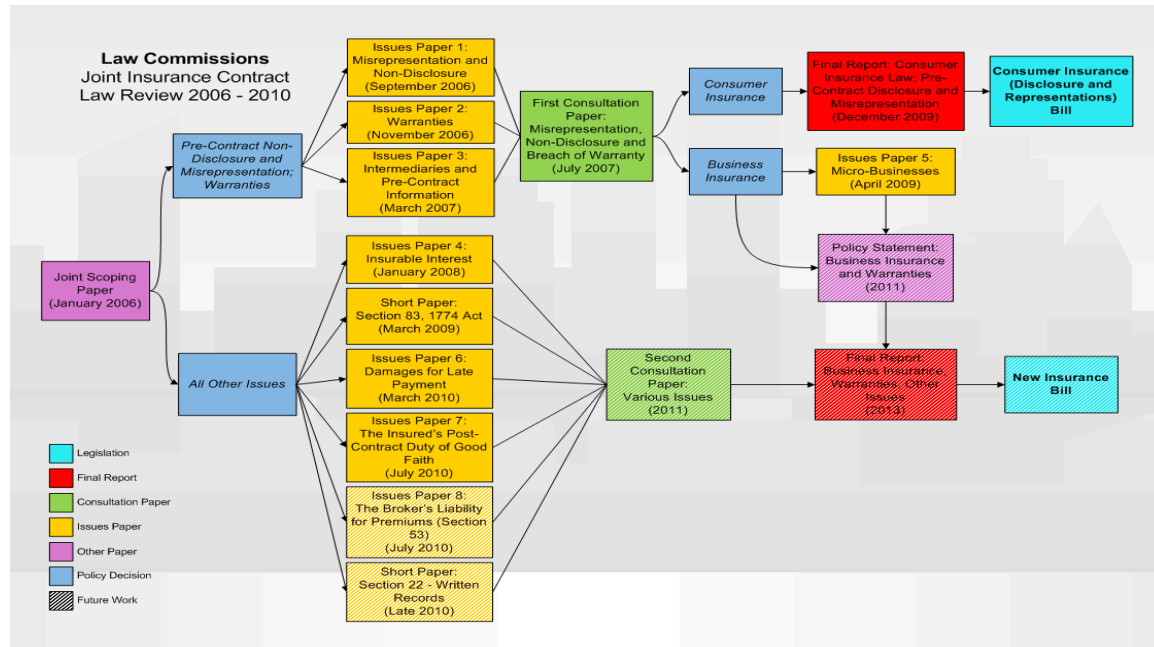 Law Commissions
Joint Insurance Contract
Law Review 2006 - 2010
Joint Scoping
Paper
(January 2006)
Pre-Contract Non-
Disclosure and
Misrepresentation;
Warranties
All Other Issues
Issues Paper 1:
Misrepresentation and
Non-Disclosure
(September 2006)
Issues Paper 2:
Warranties
(November 2006)
Issues Paper 3:
Intermediaries and
Pre-Contract
Information
(March 2007)
Issues Paper 4:
Insurable Interest
(January 2008)
Short Paper:
Section 83, 1774 Act
(March 2009)
Issues Paper 6:
Damages for Late
Payment
(March 2010)
Issues Paper 7:
The Insured's Post-
Contract Duty of Good
Faith
(July 2010)
Issues Paper 8:
The Broker's Liability
for Premiums (Section
53)
(July 2010)
Short Paper:
Section 22 - Written
Records
(Late 2010)
First Consultation
Paper:
Misrepresentation,
Non-Disclosure and
Breach of Warranty
(July 2007)
Second
Consultation
Paper:
Various Issues
(2011)
Consumer
Insurance
Business
Insurance
Final Report: Consumer
Insurance Law: Pre-
Contract Disclosure and
Misrepresentation
(December 2009)
Issues Paper 5:
Micro-Businesses
(April 2009)
Policy Statement:
Business Insurance
and Warranties
(2011)
Final Report:
Business Insurance,
Warranties, Other
Issues
(2013)
Consumer Insurance
(Disclosure and
Representations)
Bill
New Insurance
Bill
Legislation
Final Report
Consultation Paper
Issues Paper
Other Paper
Policy Decision
Future Work